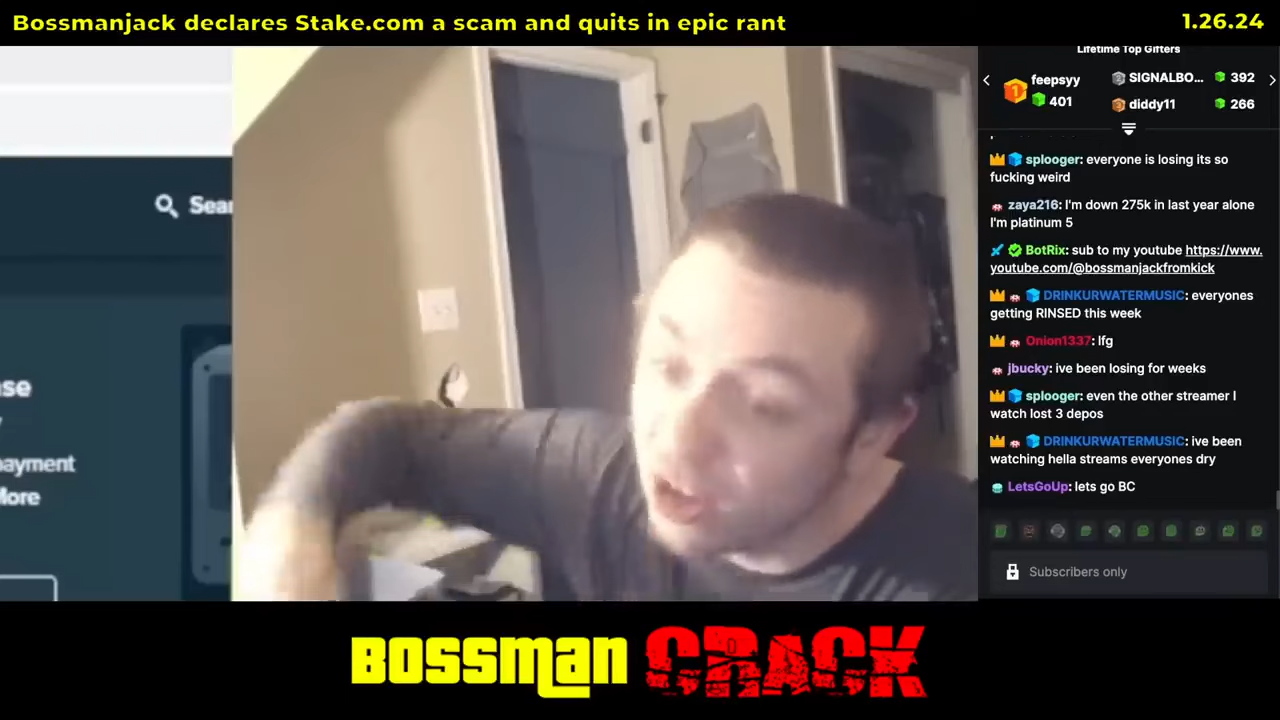 Bossmanjack declares Stake.com a scam and quits in epic rant
1.26.24
Lifetime Top Gifters
feepsyy
401
SIGNALBO... 392
diddy11 266
splooger: everyone is losing its so
fucking weird
zaya216: I'm down 275k in last year alone
I'm platinum 5
BotRix: sub to my youtube https://www.
youtube.com/@bossmanjackfromkick
DRINKURWATERMUSIC: everyones
getting RINSED this week
Onion1337: lfg
jbucky: ive been losing for weeks
splooger: even the other streamer I
watch lost 3 depos
DRINKURWATERMUSIC: ive been
watching hella streams everyones dry
LetsGoUp: lets go BC
Subscribers only
BOSSMAN CRACK